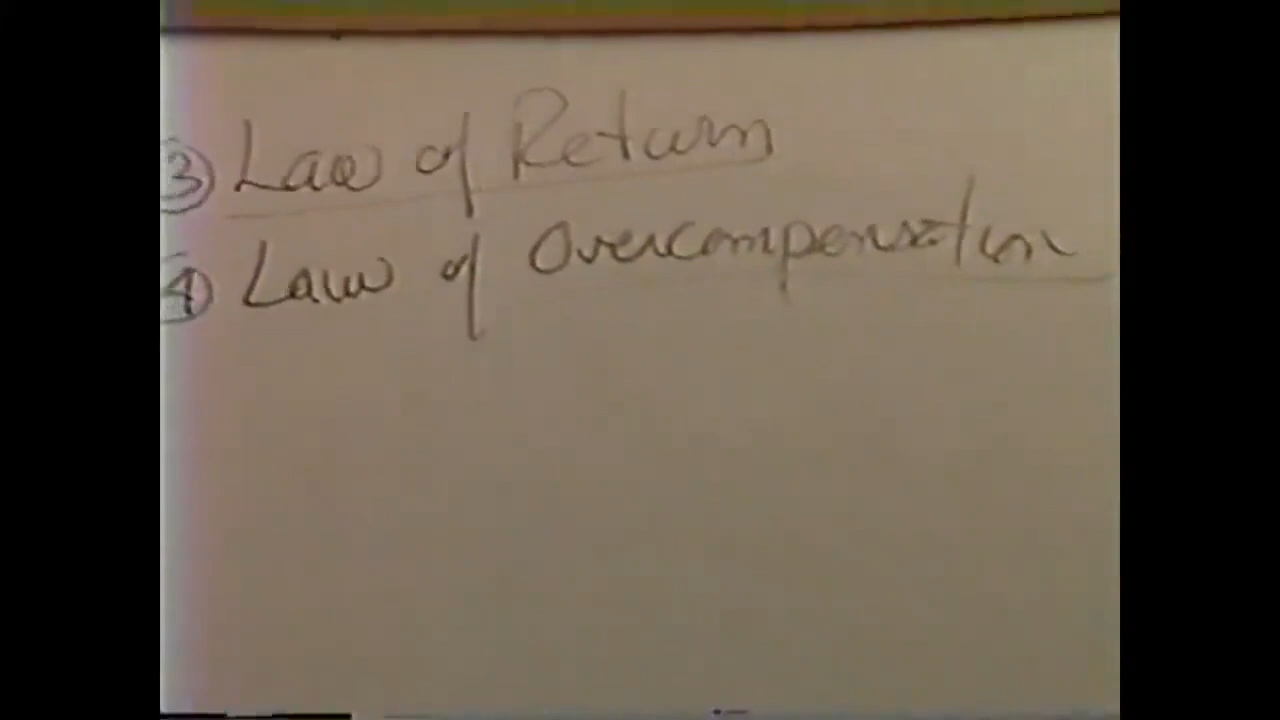 ③ Law of Return
④ Law of Overcompensation